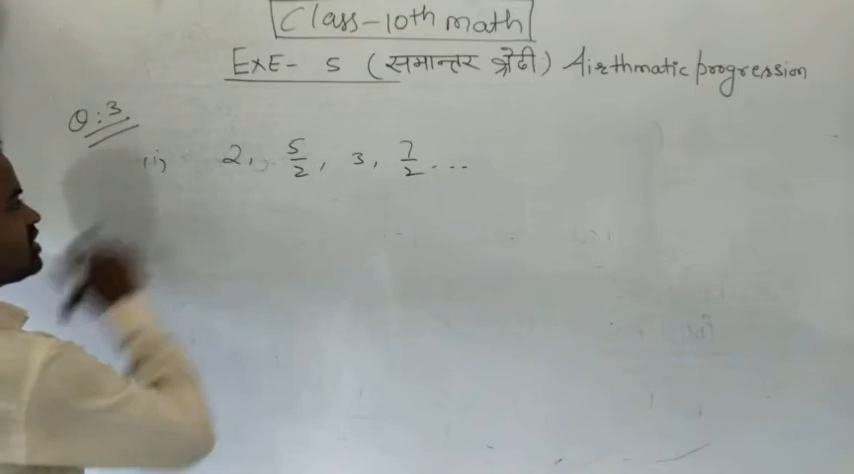 Class-10th math
EXE- 5 (समान्तर श्रेढी) Airthmatic progression
Q:3
(i) 2, 5/2, 3, 7/2 ...